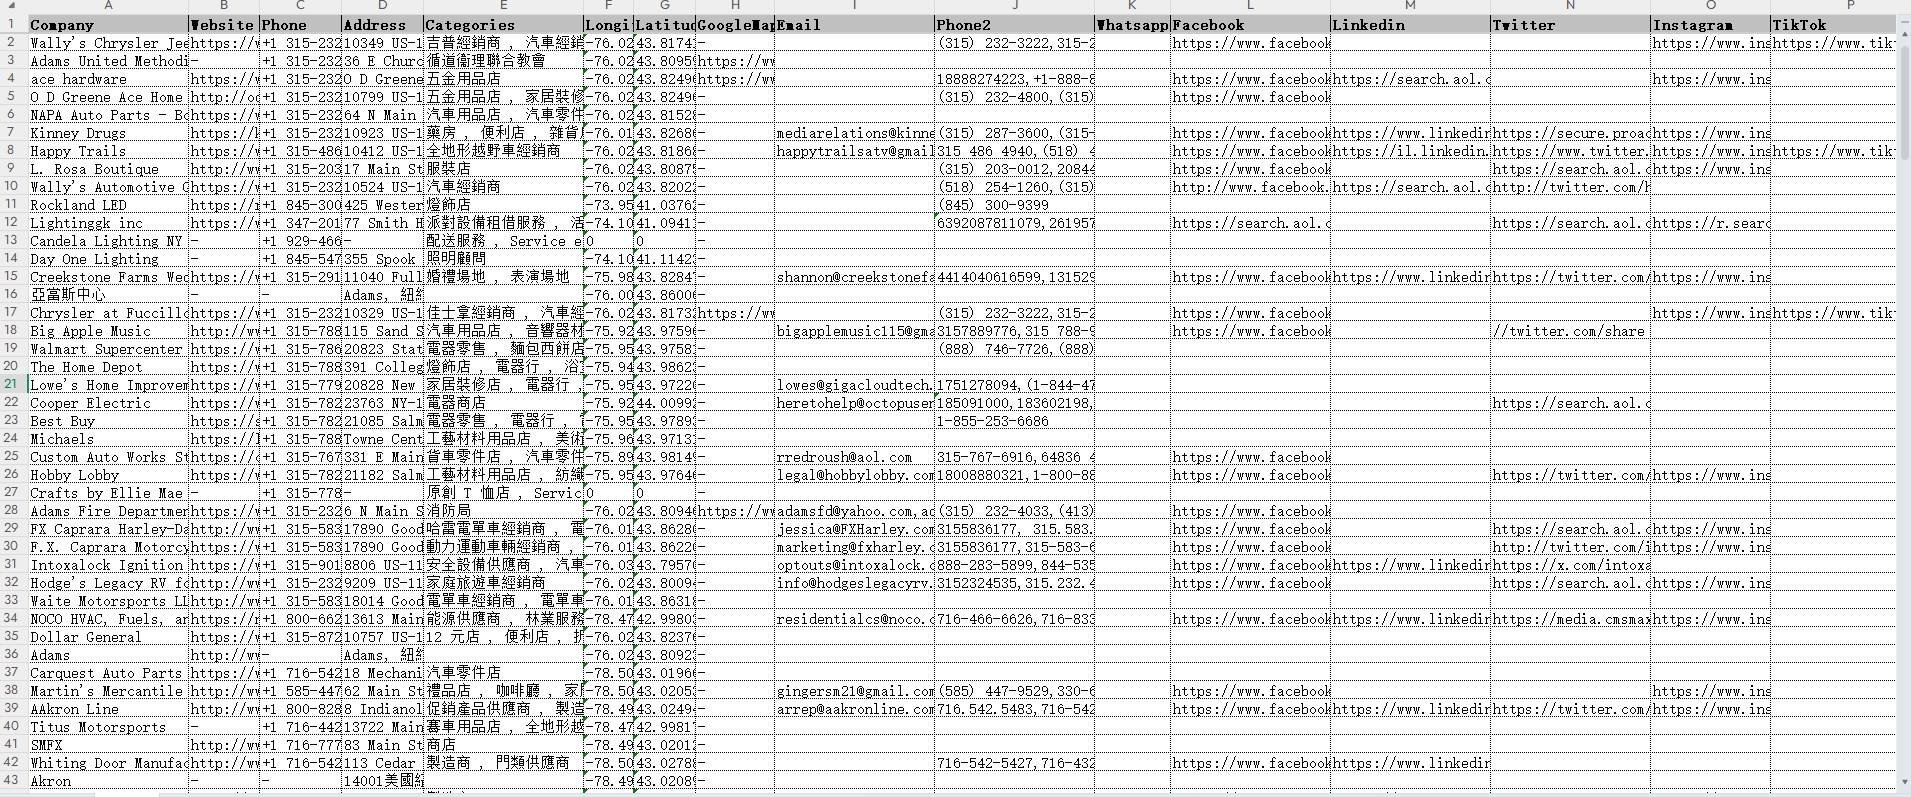 A B C D E F G H I J K L M N O P
1 Company Website Phone Address Categories Longi Latitud GoogleMap Email Phone2 Whatsapp Facebook Linkedin Twitter Instagram TikTok
2 Wally's Chrysler Jee https://w +1 315-232 10349 US-1 吉普經銷商 , 汽車經銷 -76.02 43.8174 - (315) 232-3222,315-2 https://www.facebook https://www.ins https://www.tik
3 Adams United Methodi - +1 315-232 36 E Churc 循道衞理聯合教會 -76.02 43.8095 https://ww
4 ace hardware https://w +1 315-232 O D Greene 五金用品店 -76.02 43.8249 https://ww 18888274223,+1-888-8 https://www.facebook https://search.aol.c https://www.ins
5 O D Greene Ace Home http://oc +1 315-232 10799 US-1 五金用品店 , 家居裝修 -76.02 43.8249 - (315) 232-4800,(315) https://www.facebook
6 NAPA Auto Parts - Bo https://w +1 315-232 64 N Main 汽車用品店 , 汽車零件 -76.02 43.8152 -
7 Kinney Drugs https://k +1 315-232 10923 US-1 藥房 , 便利店 , 雜貨 -76.01 43.8268 - mediarelations@kinne (315) 287-3600,(315- https://www.facebook https://www.linkedin https://secure.proac https://www.ins
8 Happy Trails https://w +1 315-486 10412 US-1 全地形越野車經銷商 -76.02 43.8186 - happytrailsatv@gmail 315 486 4940,(518) 4 https://www.facebook https://il.linkedin. https://www.twitter. https://www.ins https://www.tik
9 L. Rosa Boutique https://w +1 315-203 17 Main St 服裝店 -76.02 43.8087 - (315) 203-0012,20844 https://www.facebook https://search.aol.c https://www.ins
10 Wally's Automotive G https://w +1 315-232 10524 US-1 汽車經銷商 -76.02 43.8202 - (518) 254-1260,(315) http://www.facebook. https://search.aol.c http://twitter.com/h
11 Rockland LED https://r +1 845-300 425 Wester 燈飾店 -73.95 41.0376 - (845) 300-9399
12 Lightinggk inc https://w +1 347-201 77 Smith H 派對設備租借服務 , 活 -74.10 41.0941 - 6392087811079,261957 https://search.aol.c https://search.aol.c https://r.searc
13 Candela Lighting NY - +1 929-466 - 配送服務 , Service e 0 0 -
14 Day One Lighting - +1 845-547 355 Spook 照明顧問 -74.10 41.1142 -
15 Creekstone Farms Wed https://w +1 315-291 11040 Full 婚禮場地 , 表演場地 -75.98 43.8284 - shannon@creekstonefa 4414040616599,131529 https://www.facebook https://www.linkedin https://twitter.com/ https://www.ins
16 亞當斯中心 - - Adams, 紐約 -76.00 43.8600 -
17 Chrysler at Fuccillo https://w +1 315-232 10329 US-1 佳士拿經銷商 , 汽車經 -76.02 43.8173 https://ww (315) 232-3222,315-2 https://www.ins https://www.tik
18 Big Apple Music http://ww +1 315-788 115 Sand S 汽車用品店 , 音響器材 -75.92 43.9759 - bigapplemusic115@gma 3157889776,315 788-9 https://www.facebook //twitter.com/share
19 Walmart Supercenter https://w +1 315-786 20823 Stat 電器零售 , 麵包西餅店 -75.95 43.9758 - (888) 746-7726,(888)
20 The Home Depot https://w +1 315-788 391 Colleg 燈飾店 , 電器行 , 浴 -75.94 43.9862 -
21 Lowe's Home Improvem https://w +1 315-779 20828 New 家居裝修店 , 電器行 , -75.95 43.9722 - lowes@gigacloudtech. 1751278094,(1-844-47
22 Cooper Electric https://w +1 315-782 23763 NY-1 電器商店 -75.92 44.0099 - heretohelp@octopuser 185091000,183602198, https://search.aol.c
23 Best Buy https://s +1 315-782 21085 Salm 電器零售 , 電器行 , -75.95 43.9789 - 1-855-253-6686
24 Michaels https://l +1 315-788 Towne Cent 工藝材料用品店 , 美術 -75.96 43.9713 -
25 Custom Auto Works St https://c +1 315-767 331 E Main 貨車零件店 , 汽車零件 -75.89 43.9814 - rredroush@aol.com 315-767-6916,64836 4 https://www.facebook
26 Hobby Lobby https://w +1 315-782 21182 Salm 工藝材料用品店 , 紡織 -75.95 43.9764 - legal@hobbylobby.com 18008880321,1-800-88 https://www.facebook https://twitter.com/ https://www.ins
27 Crafts by Ellie Mae - +1 315-778 - 原創 T 恤店 , Servic 0 0 -
28 Adams Fire Departmen http://ww +1 315-232 6 N Main S 消防局 -76.02 43.8094 https://ww adamsfd@yahoo.com,ad (315) 232-4033,(413) https://www.facebook
29 FX Caprara Harley-Da https://w +1 315-583 17890 Good 哈雷電單車經銷商 , 電 -76.01 43.8628 - jessica@FXHarley.com 3155836177, 315.583. https://www.facebook https://search.aol.c https://www.ins
30 F.X. Caprara Motorcy https://w +1 315-583 17890 Good 動力運動車輛經銷商 , -76.01 43.8622 - marketing@fxharley.c 3155836177,315-583-6 https://www.facebook http://twitter.com/i https://www.ins
31 Intoxalock Ignition https://w +1 315-901 8806 US-11 安全設備供應商 , 汽車 -76.03 43.7957 - optouts@intoxalock.c 888-283-5899,844-535 https://www.facebook https://www.linkedin https://x.com/intoxa
32 Hodge's Legacy RV fo https://w +1 315-232 9209 US-11 家庭旅遊車經銷商 -76.02 43.8009 - info@hodgeslegacyrv. 3152324535,315.232.4 https://www.facebook https://search.aol.c https://www.ins
33 Waite Motorsports LL http://ww +1 315-583 18014 Good 電單車經銷商 , 電單車 -76.01 43.8631 -
34 NOCO HVAC, Fuels, an https://n +1 800-662 13613 Main 能源供應商 , 林業服務 -78.47 42.9980 - residentialcs@noco.c 716-466-6626,716-833 https://www.facebook https://www.linkedin https://media.cmsmax https://www.ins
35 Dollar General https://w +1 315-872 10757 US-1 12 元店 , 便利店 , 折 -76.02 43.8237 -
36 Adams http://ww Adams, 紐約 -76.02 43.8092 -
37 Carquest Auto Parts https://w +1 716-542 18 Mechani 汽車零件店 -78.50 43.0196 -
38 Martin's Mercantile http://ww +1 585-447 62 Main St 禮品店 , 咖啡廳 , 家 -78.50 43.0205 - gingersm21@gmail.com (585) 447-9529,330-6 https://www.facebook https://www.ins
39 AAkron Line https://w +1 800-828 8 Indianol 促銷產品供應商 , 製造 -78.49 43.0249 - arrep@aakronline.com 716.542.5483,716-542 https://www.facebook https://www.linkedin https://twitter.com/ https://www.ins
40 Titus Motorsports - +1 716-442 13722 Main 賽車用品店 , 全地形越 -78.47 42.9981 -
41 SMFX http://ww +1 716-777 83 Main St 商店 -78.49 43.0201 -
42 Whiting Door Manufac http://ww +1 716-542 113 Cedar 製造商 , 門類供應商 -78.50 43.0278 - 716-542-5427,716-432 https://www.facebook https://www.linkedin
43 Akron - - 14001美國紐 -78.49 43.0208 -